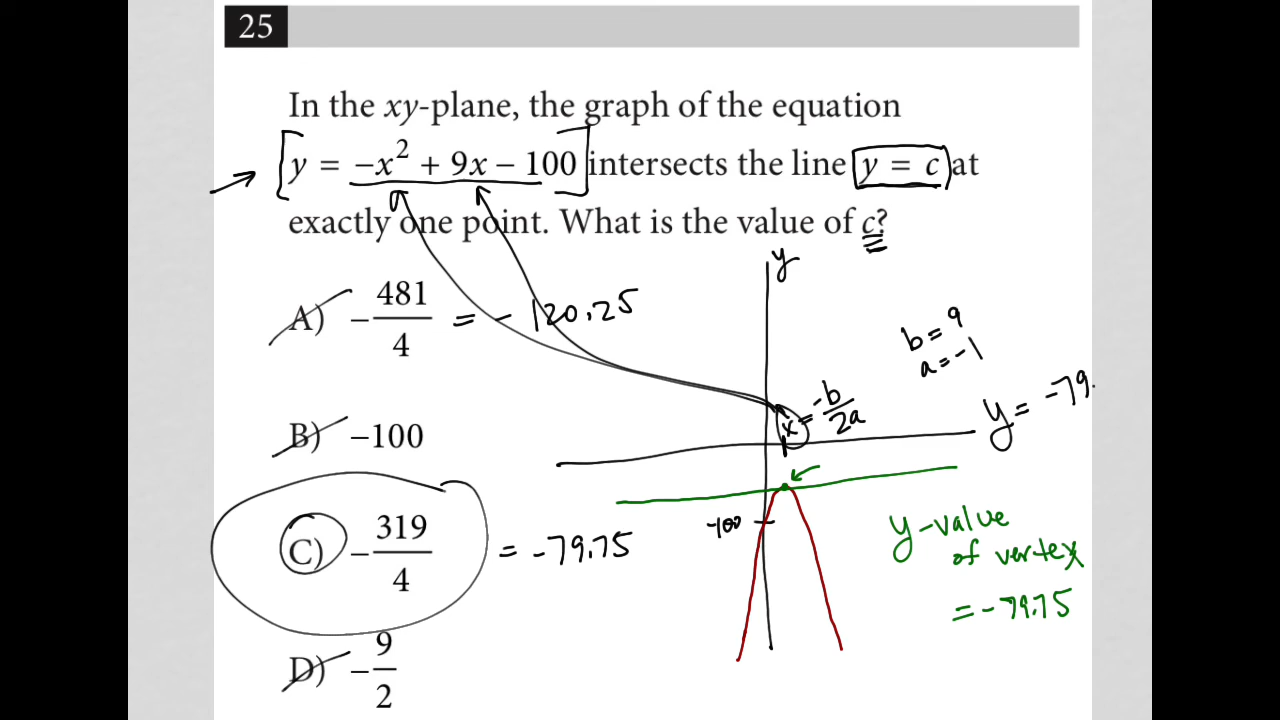 25
In the xy-plane, the graph of the equation
y = −x² + 9x − 100 intersects the line y = c at
exactly one point. What is the value of c?
A) −481/4 = −120.25
B) −100
C) −319/4 = −79.75
D) −9/2
y
b = 9
a = −1
x = −b/2a
y = −79.
−100
y-value
of vertex
= −79.75